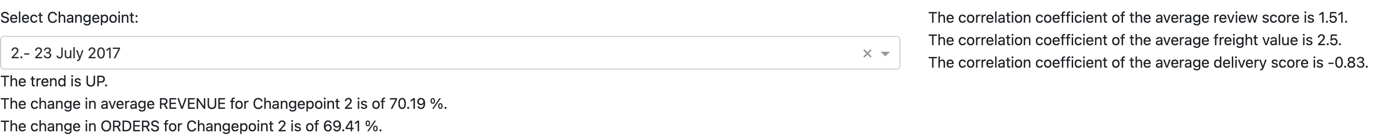 Select Changepoint:
2.- 23 July 2017
The trend is UP.
The change in average REVENUE for Changepoint 2 is of 70.19 %.
The change in ORDERS for Changepoint 2 is of 69.41 %.
The correlation coefficient of the average review score is 1.51.
The correlation coefficient of the average freight value is 2.5.
The correlation coefficient of the average delivery score is -0.83.